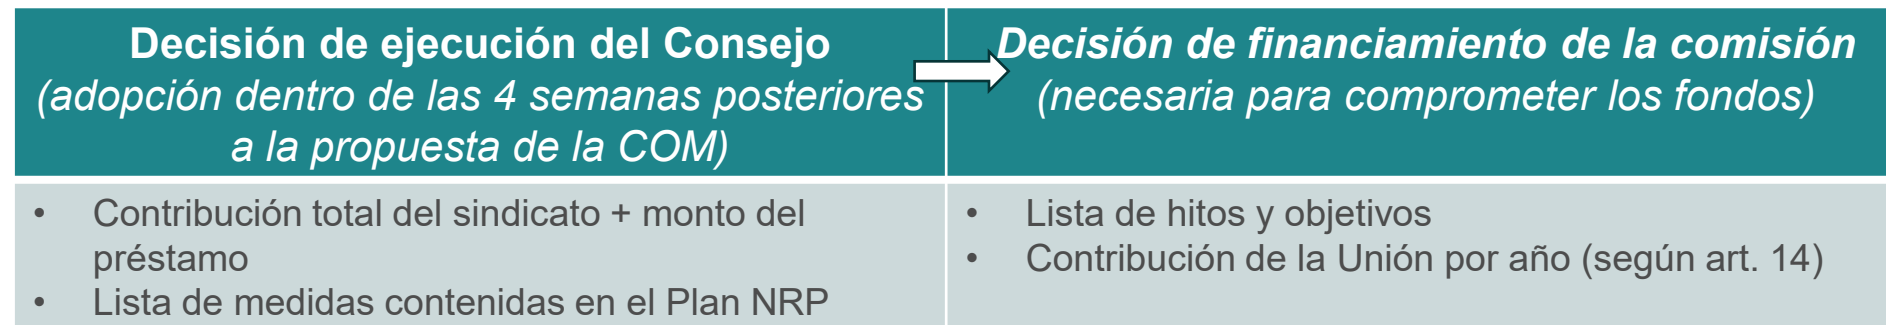 Decisión de ejecución del Consejo
(adopción dentro de las 4 semanas posteriores
a la propuesta de la COM)
Decisión de financiamiento de la comisión
(necesaria para comprometer los fondos)
• Contribución total del sindicato + monto del
préstamo
• Lista de medidas contenidas en el Plan NRP
• Lista de hitos y objetivos
• Contribución de la Unión por año (según art. 14)